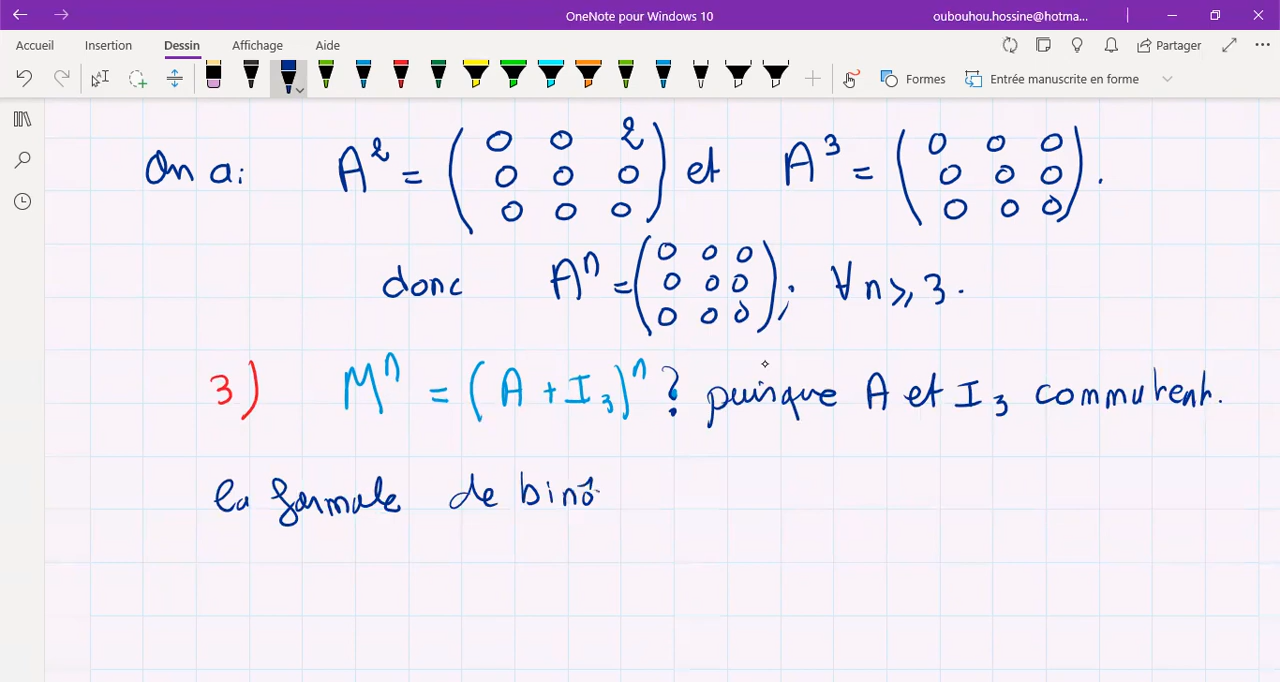 OneNote pour Windows 10
oubouhou.hossine@hotma...
Accueil Insertion Dessin Affichage Aide
Partager
Formes Entrée manuscrite en forme
On a: A² = (0 0 2 et A³ = (0 0 0
0 0 0 0 0 0
0 0 0) 0 0 0).
donc Aⁿ = (0 0 0
0 0 0
0 0 0); ∀ n ≥, 3.
3) Mⁿ = (A + I₃)ⁿ ? puisque A et I₃ commutent.
la formule de binô